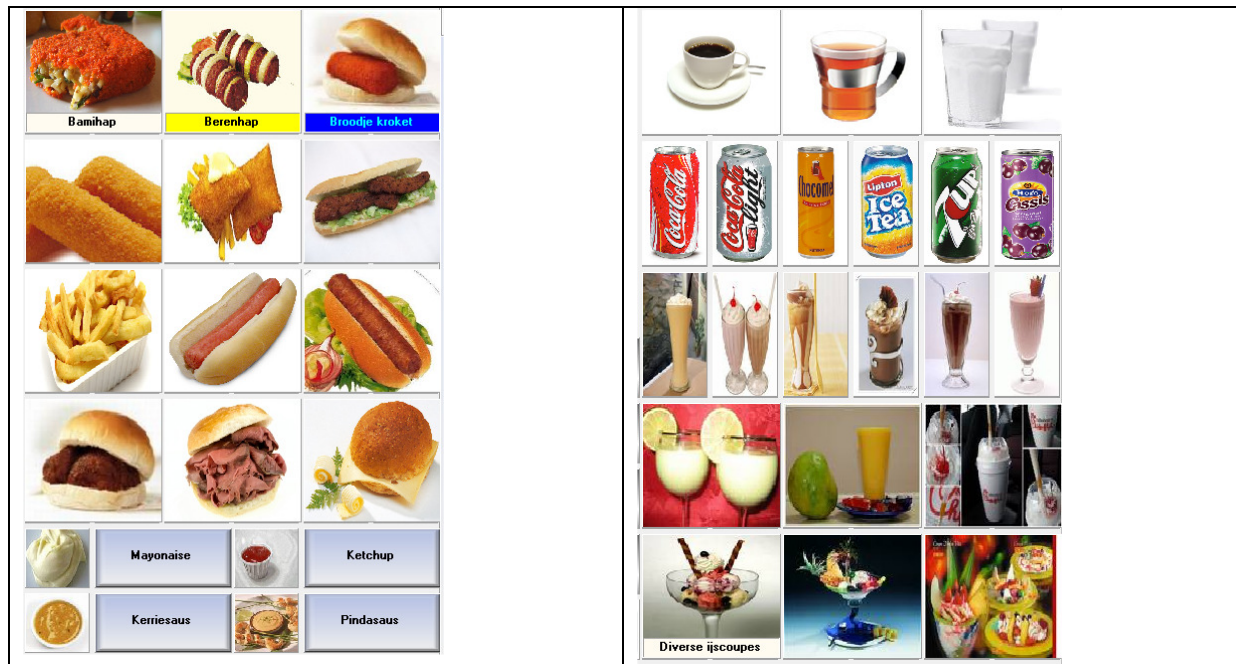 Bamihap
Berenhap
Broodje kroket
Mayonaise
Ketchup
Kerriesaus
Pindasaus
Coca-Cola
Coca-Cola
light
Chocomel
Lipton
Ice
Tea
7up
Cassis
Diverse ijscoupes